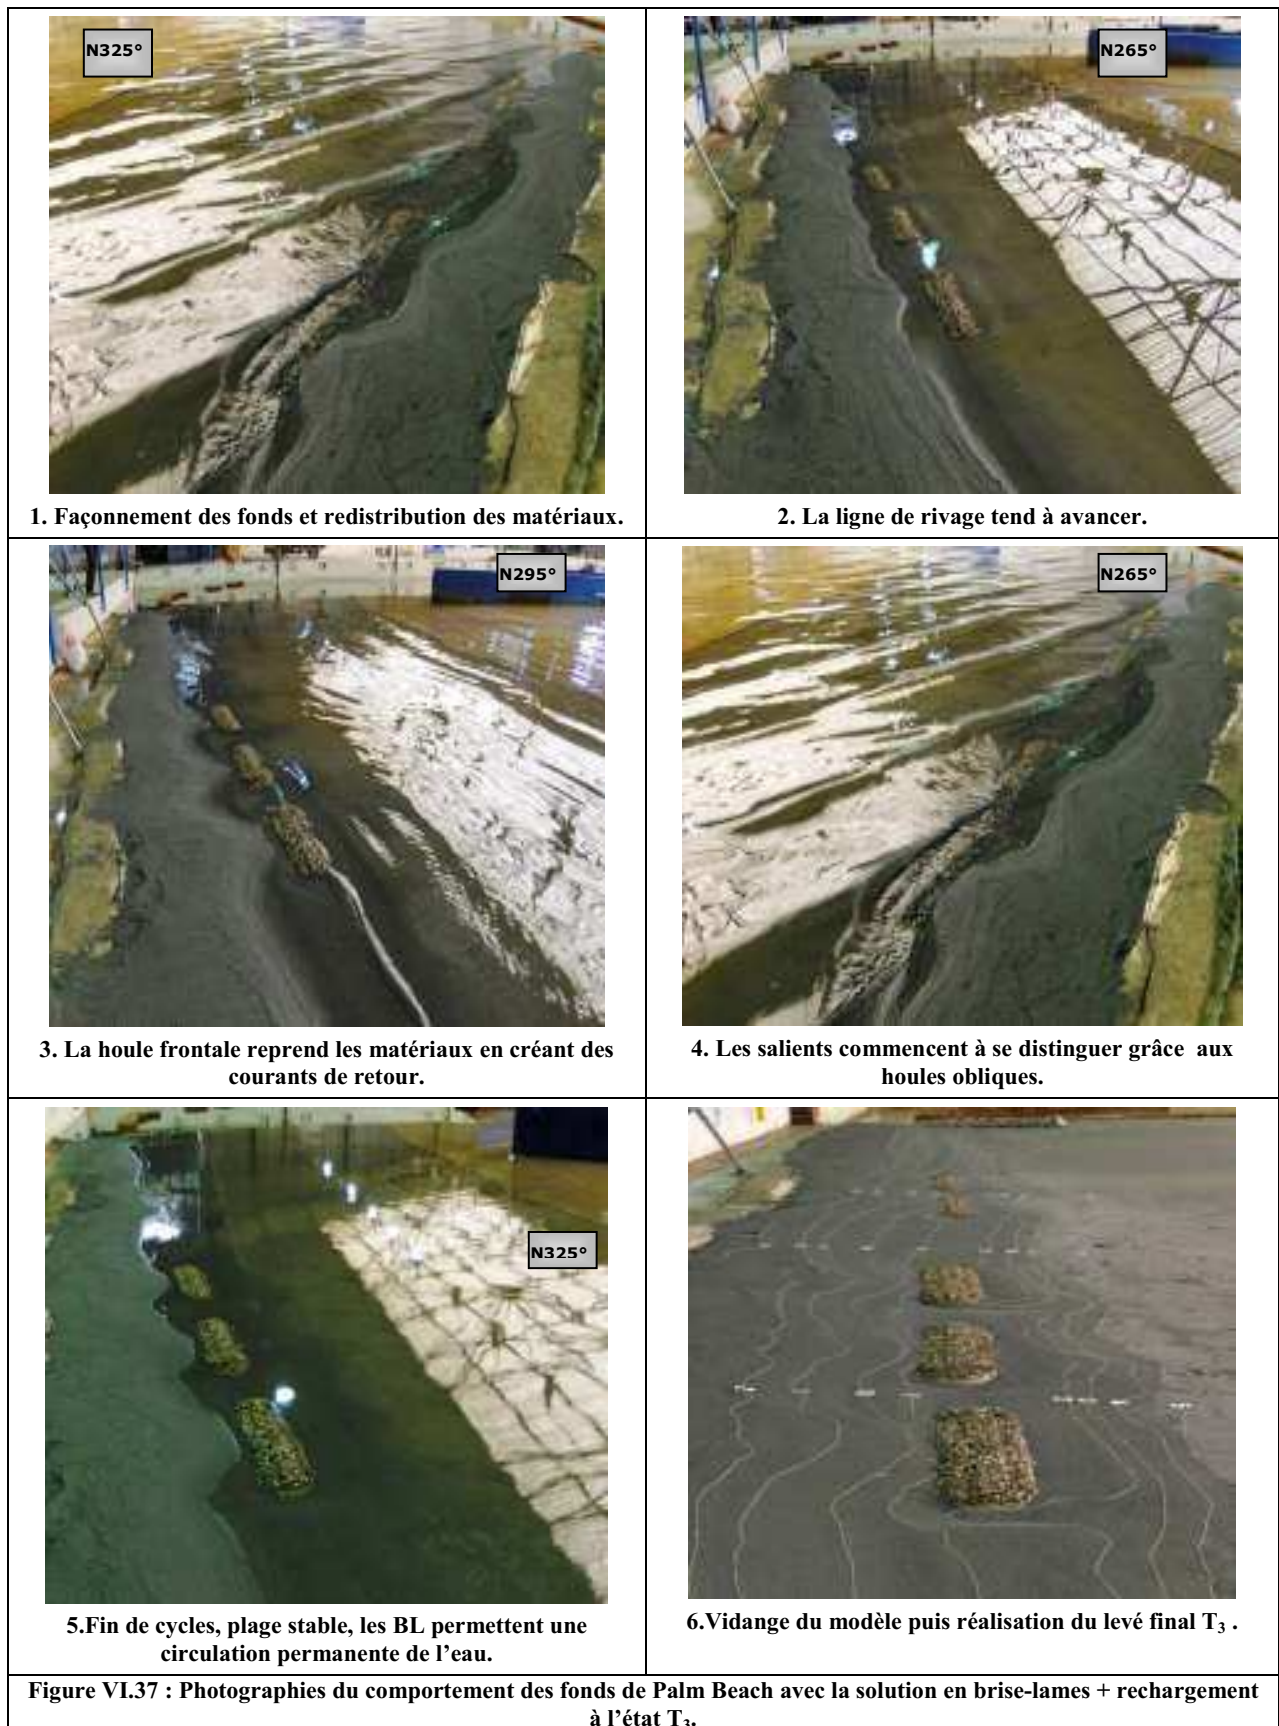 N325°
N265°
1. Façonnement des fonds et redistribution des matériaux.
2. La ligne de rivage tend à avancer.
N295°
N265°
3. La houle frontale reprend les matériaux en créant des
courants de retour.
4. Les salients commencent à se distinguer grâce aux
houles obliques.
N325°
5.Fin de cycles, plage stable, les BL permettent une
circulation permanente de l'eau.
6.Vidange du modèle puis réalisation du levé final T₃ .
Figure VI.37 : Photographies du comportement des fonds de Palm Beach avec la solution en brise-lames + rechargement
à l'état T₃.